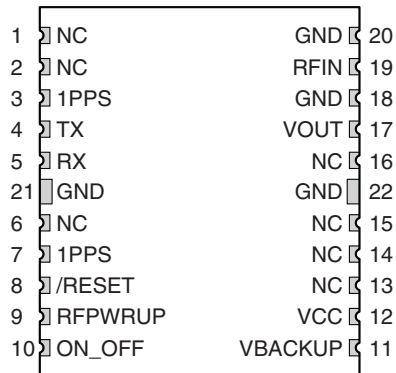 1 NC GND 20
2 NC RFIN 19
3 1PPS GND 18
4 TX VOUT 17
5 RX NC 16
21 GND GND 22
6 NC NC 15
7 1PPS NC 14
8 /RESET NC 13
9 RFPWRUP VCC 12
10 ON_OFF VBACKUP 11